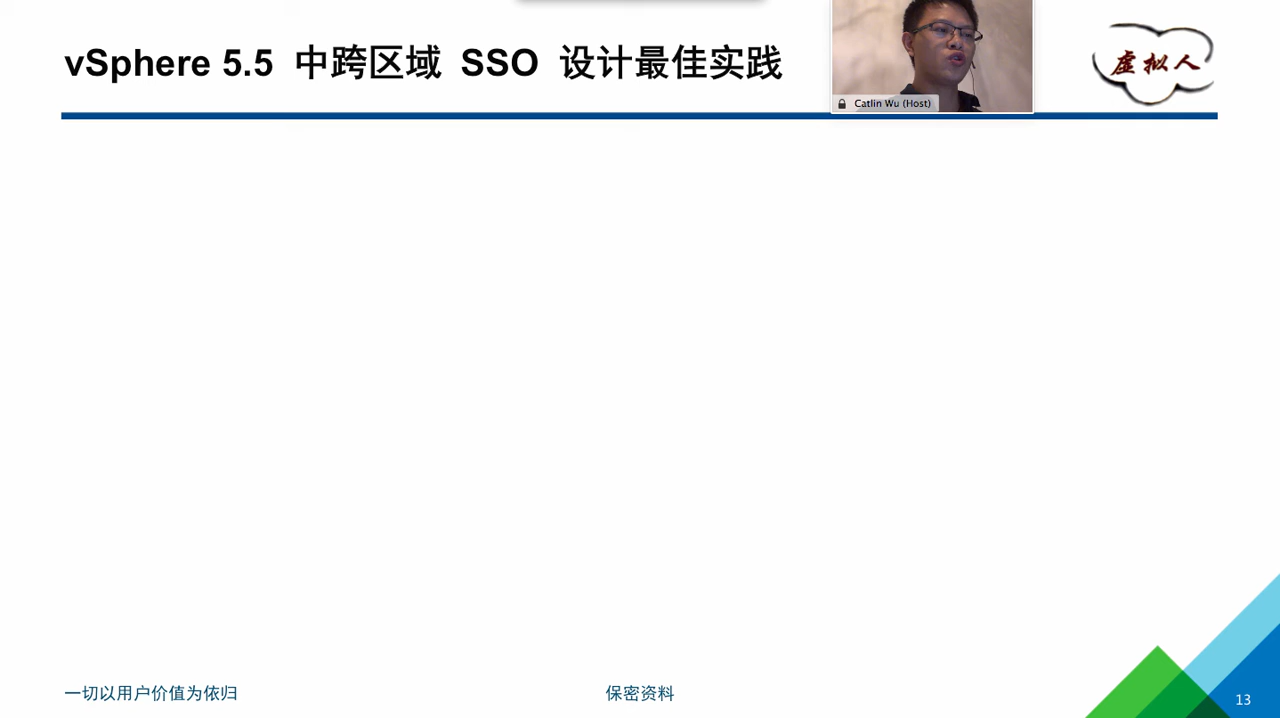 vSphere 5.5 中跨区域 SSO 设计最佳实践
Catlin Wu (Host)
虚拟人
一切以用户价值为依归
保密资料
13